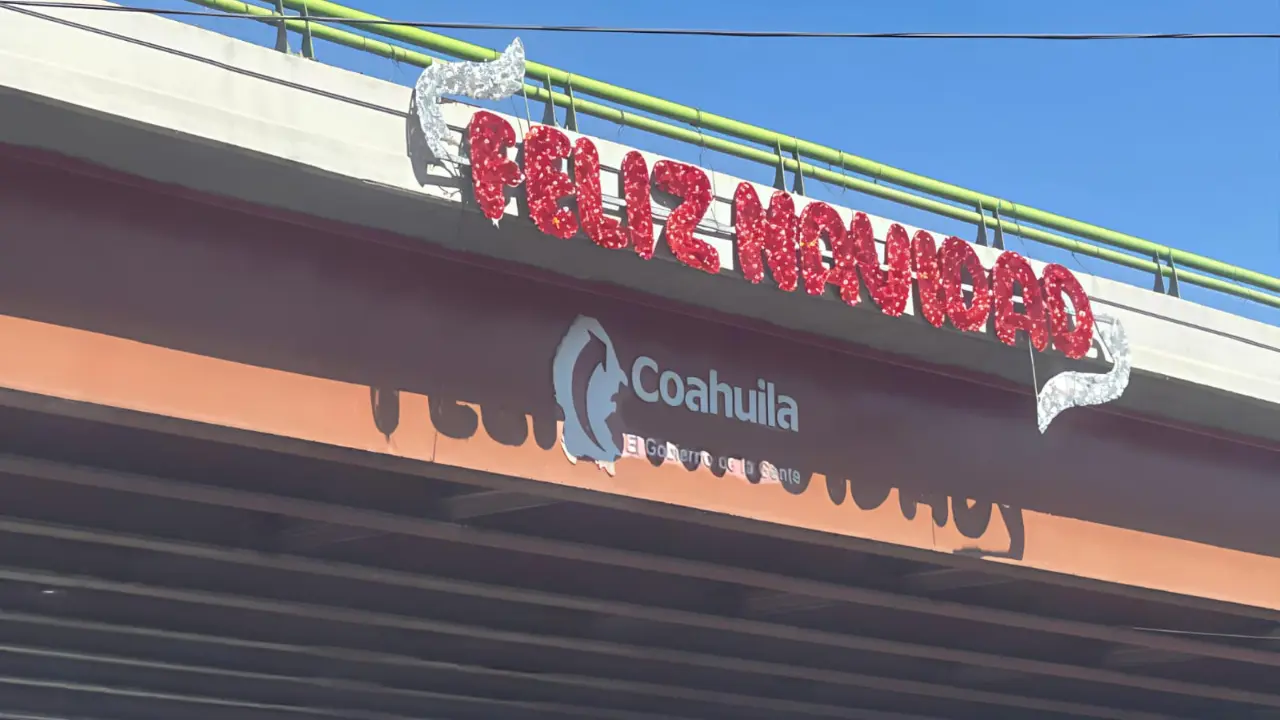 FELIZ NAVIDAD
Coahuila
El Gobierno de la Gente